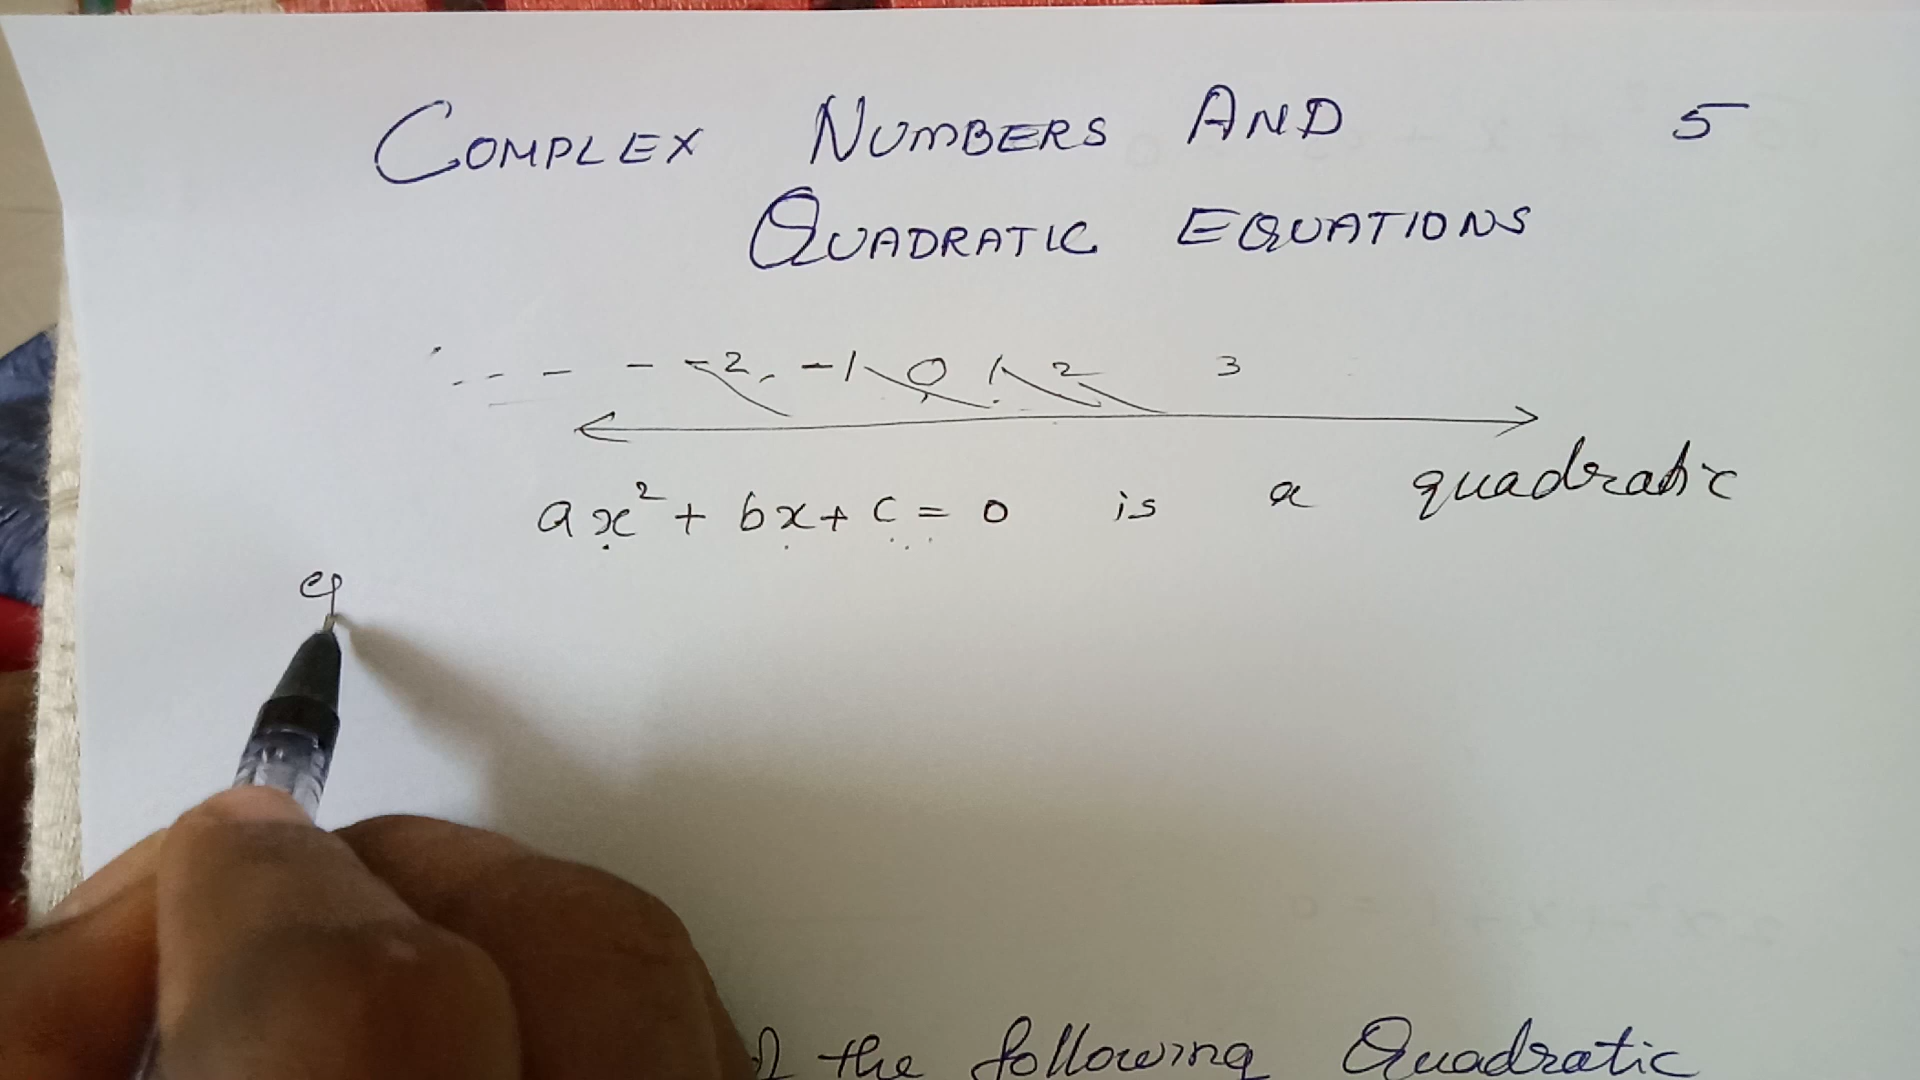 COMPLEX NUMBERS AND 5
QUADRATIC EQUATIONS
- - - - -2, -1 0 1 2 3
ax² + bx + c = 0 is a quadratic
eq
the following Quadratic